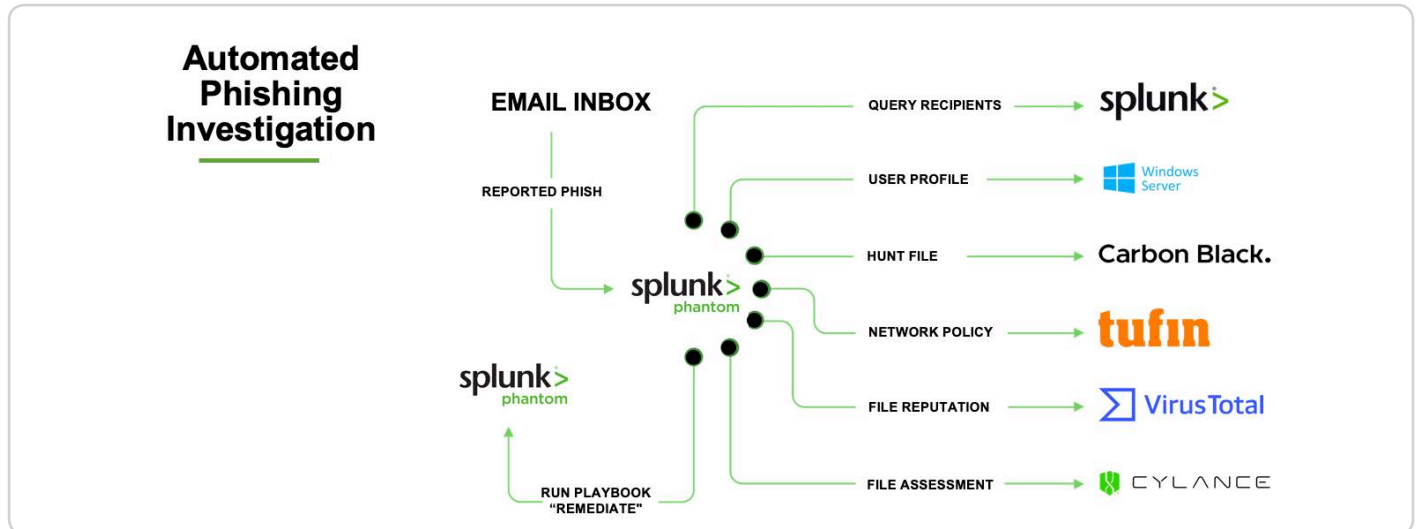 Automated
Phishing
Investigation
EMAIL INBOX
REPORTED PHISH
splunk>
phantom
QUERY RECIPIENTS
splunk>
USER PROFILE
Windows
Server
HUNT FILE
Carbon Black.
NETWORK POLICY
tufin
FILE REPUTATION
VirusTotal
FILE ASSESSMENT
CYLANCE
RUN PLAYBOOK
“REMEDIATE"
splunk>
phantom